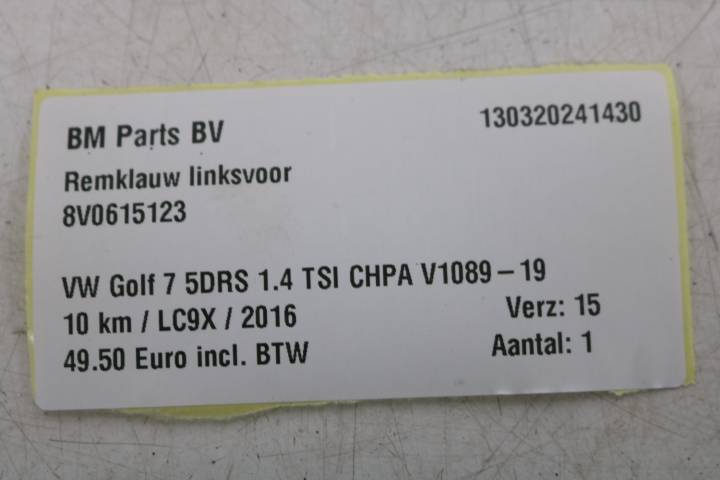 BM Parts BV 130320241430
Remklauw linksvoor
8V0615123
VW Golf 7 5DRS 1.4 TSI CHPA V1089 – 19
10 km / LC9X / 2016 Verz: 15
49.50 Euro incl. BTW Aantal: 1